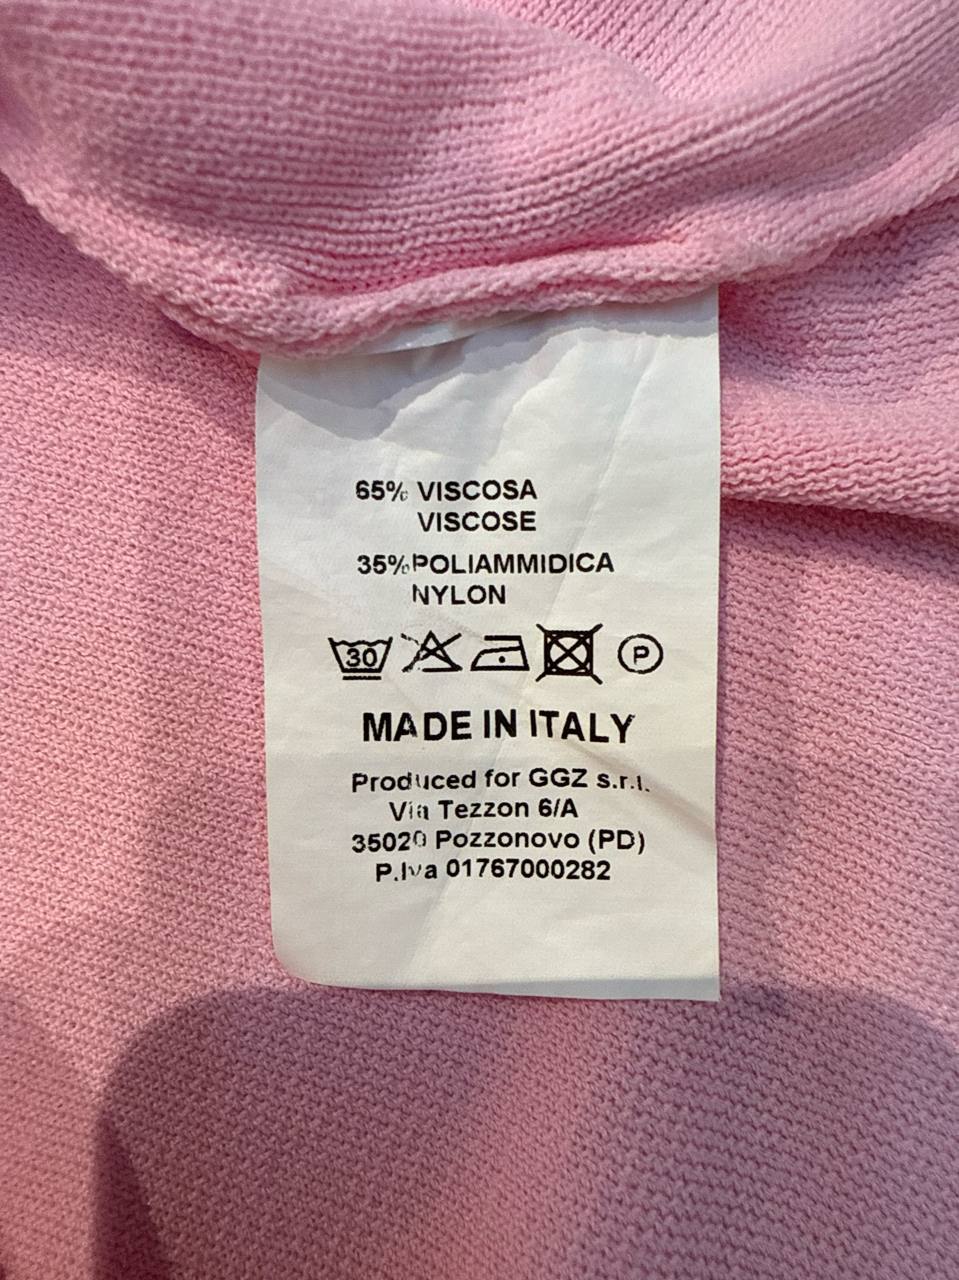 65% VISCOSA
VISCOSE
35% POLIAMMIDICA
NYLON
30 P
MADE IN ITALY
Produced for GGZ s.r.l.
Via Tezzon 6/A
35020 Pozzonovo (PD)
P.Iva 01767000282